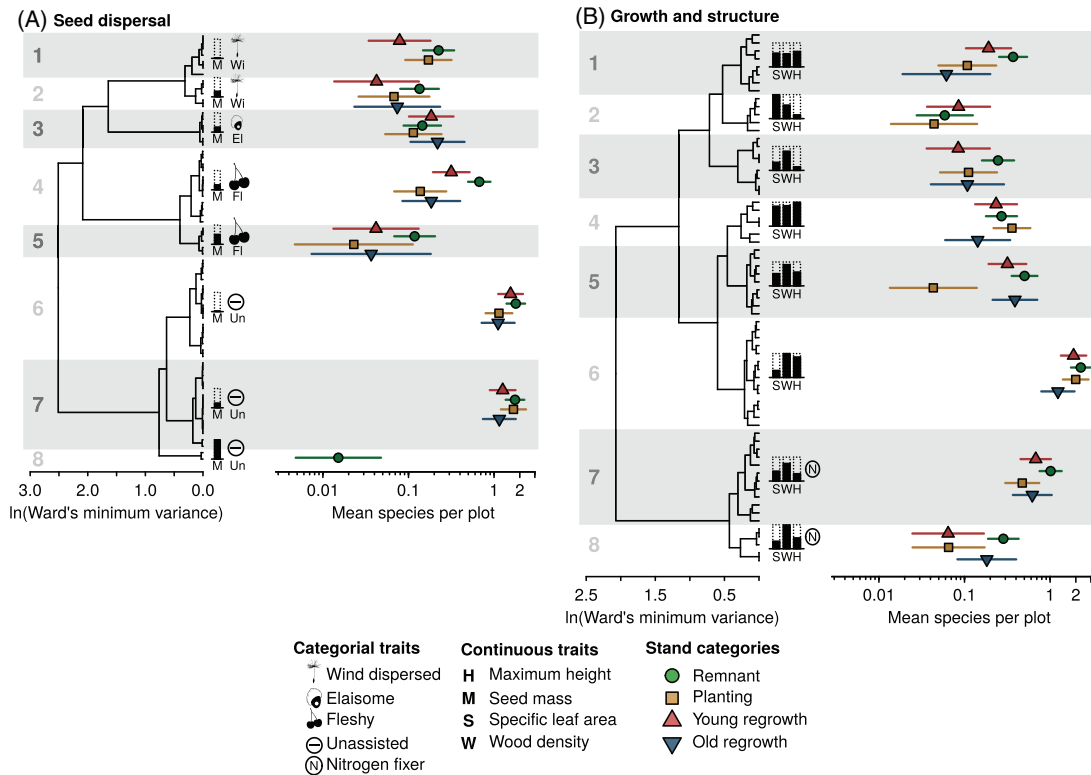 (A) Seed dispersal
1
M Wi
2
M Wi
3
M El
4
M Fl
5
M Fl
6
M Un
7
M Un
8
M Un
3.0 2.0 1.0 0.0
ln(Ward's minimum variance)
0.01 0.1 1 2
Mean species per plot
(B) Growth and structure
1
SWH
2
SWH
3
SWH
4
SWH
5
SWH
6
SWH
7
SWH N
8
SWH N
2.5 1.5 0.5
ln(Ward's minimum variance)
0.01 0.1 1 2
Mean species per plot
Categorial traits
Wind dispersed
Elaisome
Fleshy
Unassisted
N Nitrogen fixer
Continuous traits
H Maximum height
M Seed mass
S Specific leaf area
W Wood density
Stand categories
Remnant
Planting
Young regrowth
Old regrowth